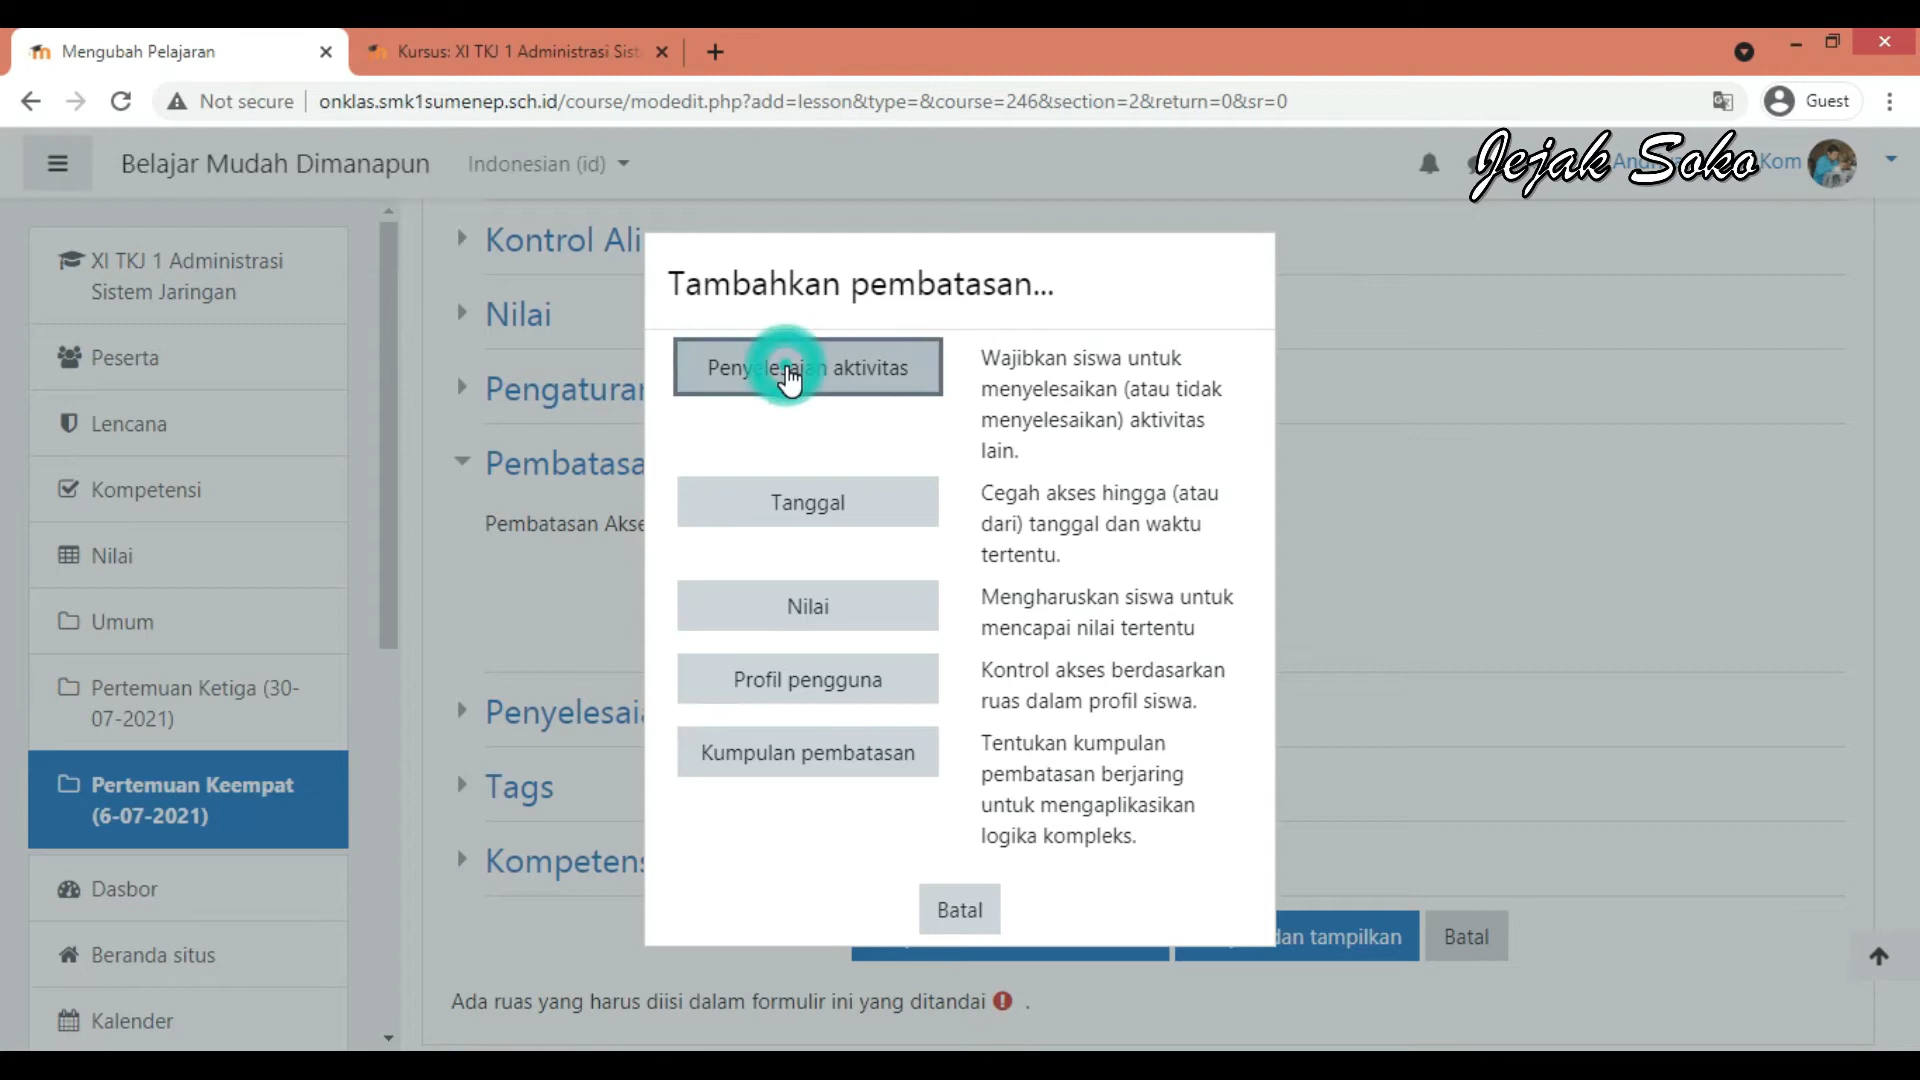 Mengubah Pelajaran
Kursus: XI TKJ 1 Administrasi Sist
Not secure
onklas.smk1sumenep.sch.id/course/modedit.php?add=lesson&type=&course=246&section=2&return=0&sr=0
Guest
Belajar Mudah Dimanapun
Indonesian (id)
Kom
Jejak Soko
XI TKJ 1 Administrasi
Sistem Jaringan
Peserta
Lencana
Kompetensi
Nilai
Umum
Pertemuan Ketiga (30-
07-2021)
Pertemuan Keempat
(6-07-2021)
Dasbor
Beranda situs
Kalender
Kontrol Ali
Nilai
Pengaturan
Pembatasa
Pembatasan Akse
Penyelesaia
Tags
Kompetens
Tambahkan pembatasan...
Penyelesaian aktivitas
Wajibkan siswa untuk
menyelesaikan (atau tidak
menyelesaikan) aktivitas
lain.
Tanggal
Cegah akses hingga (atau
dari) tanggal dan waktu
tertentu.
Nilai
Mengharuskan siswa untuk
mencapai nilai tertentu
Profil pengguna
Kontrol akses berdasarkan
ruas dalam profil siswa.
Kumpulan pembatasan
Tentukan kumpulan
pembatasan berjaring
untuk mengaplikasikan
logika kompleks.
Batal
dan tampilkan
Batal
Ada ruas yang harus diisi dalam formulir ini yang ditandai .